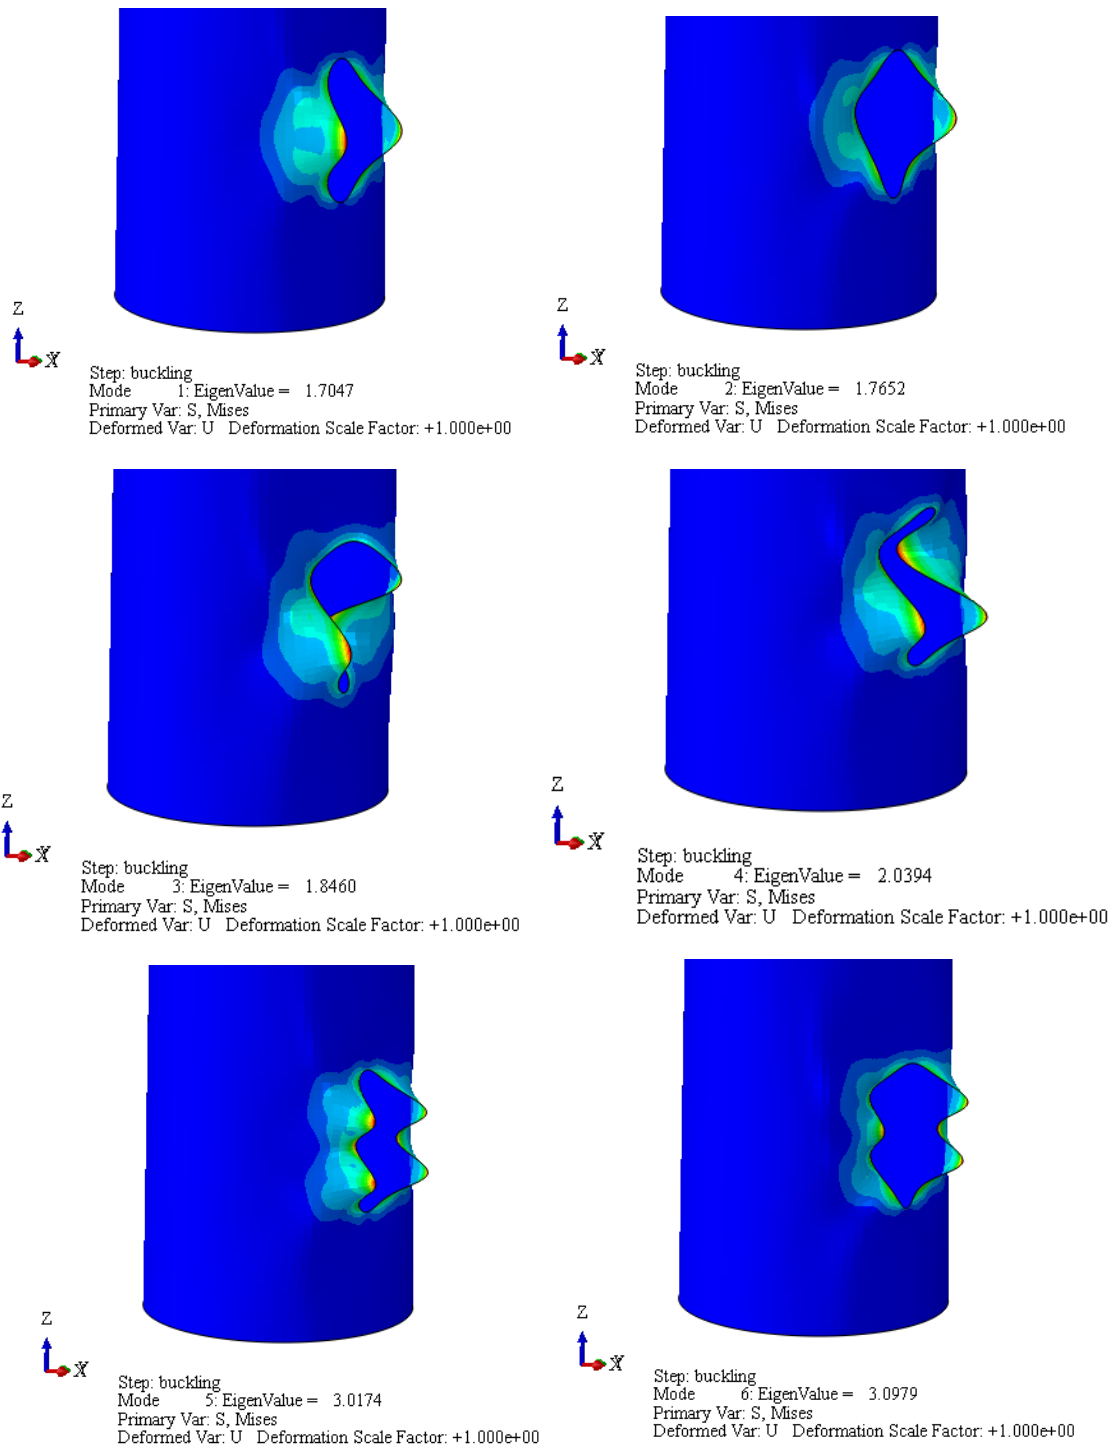 Z
X
Y
Step: buckling
Mode 1: EigenValue = 1.7047
Primary Var: S, Mises
Deformed Var: U Deformation Scale Factor: +1.000e+00
Z
X
Y
Step: buckling
Mode 2: EigenValue = 1.7652
Primary Var: S, Mises
Deformed Var: U Deformation Scale Factor: +1.000e+00
Z
X
Y
Step: buckling
Mode 3: EigenValue = 1.8460
Primary Var: S, Mises
Deformed Var: U Deformation Scale Factor: +1.000e+00
Z
X
Y
Step: buckling
Mode 4: EigenValue = 2.0394
Primary Var: S, Mises
Deformed Var: U Deformation Scale Factor: +1.000e+00
Z
X
Y
Step: buckling
Mode 5: EigenValue = 3.0174
Primary Var: S, Mises
Deformed Var: U Deformation Scale Factor: +1.000e+00
Z
X
Y
Step: buckling
Mode 6: EigenValue = 3.0979
Primary Var: S, Mises
Deformed Var: U Deformation Scale Factor: +1.000e+00